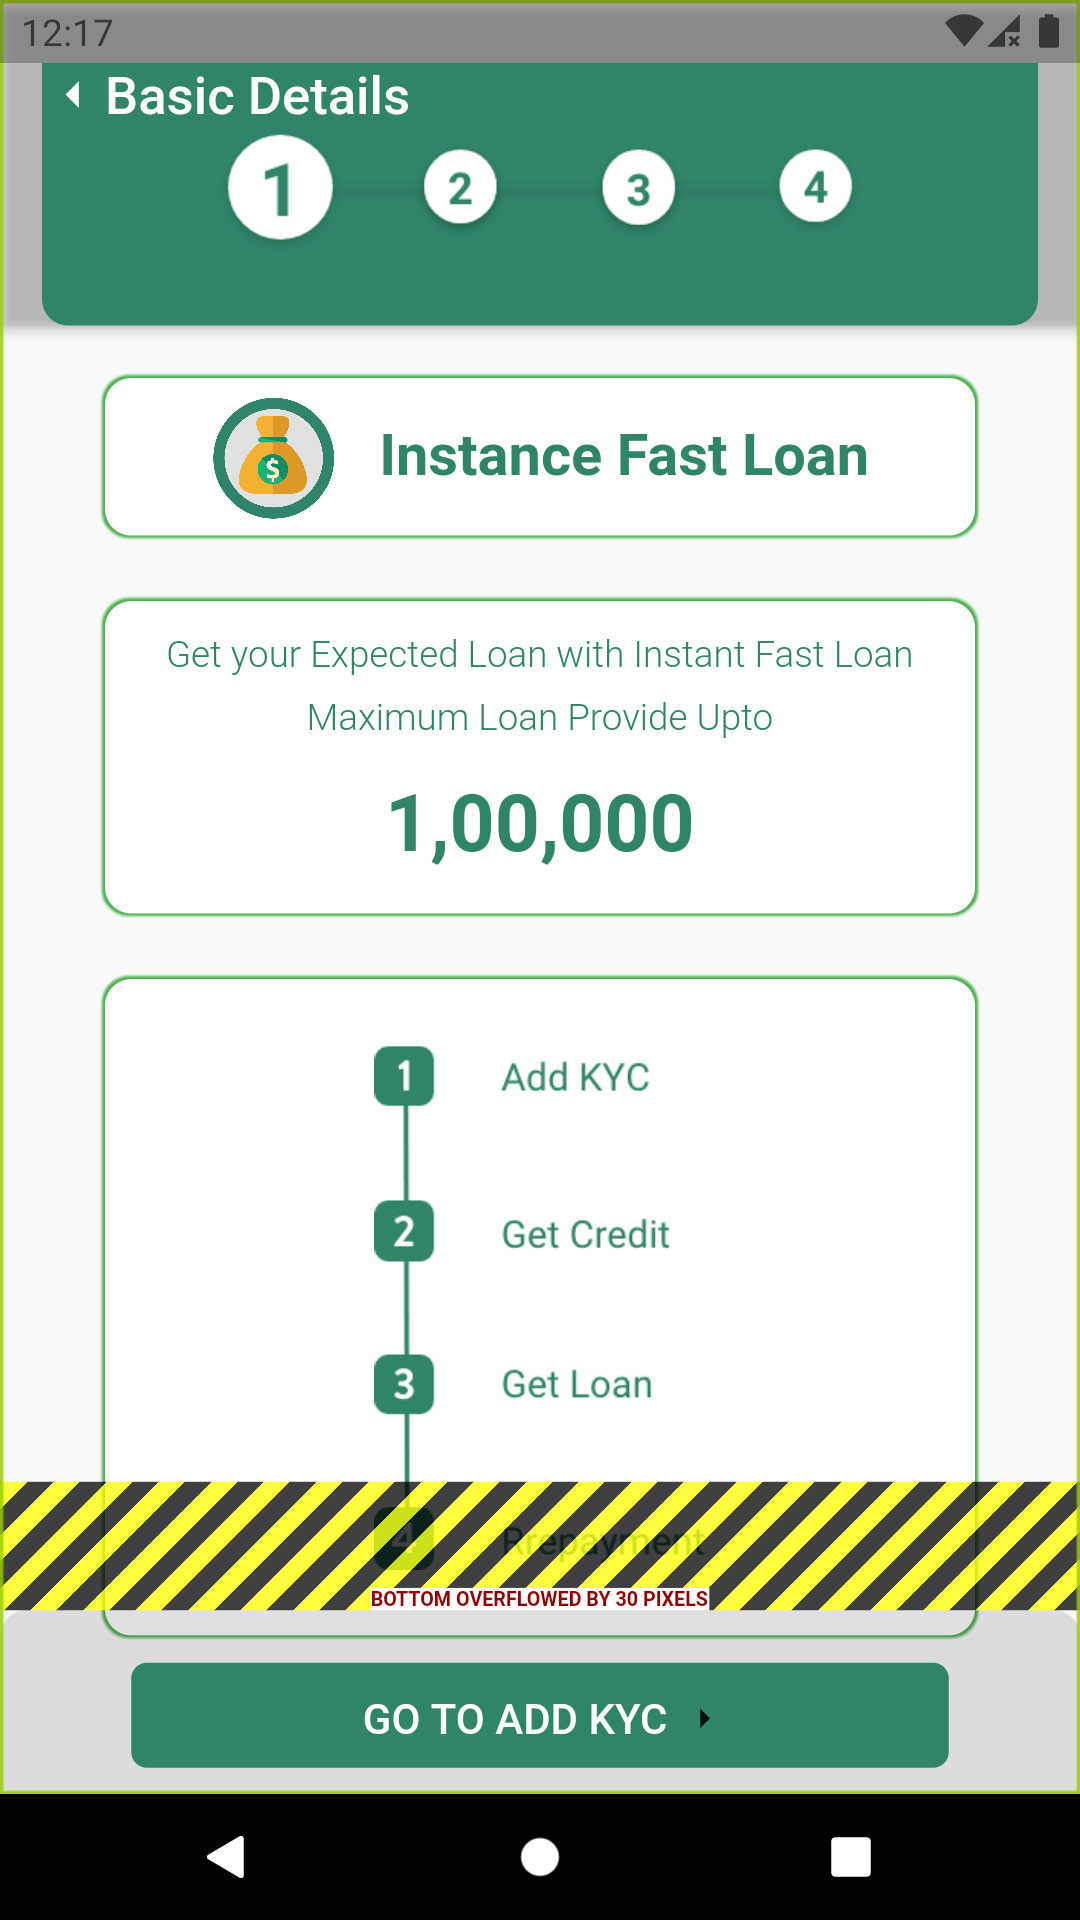 12:17
Basic Details
1 2 3 4
$
Instance Fast Loan
Get your Expected Loan with Instant Fast Loan
Maximum Loan Provide Upto
1,00,000
1 Add KYC
2 Get Credit
3 Get Loan
4 Rrepayment
BOTTOM OVERFLOWED BY 30 PIXELS
GO TO ADD KYC